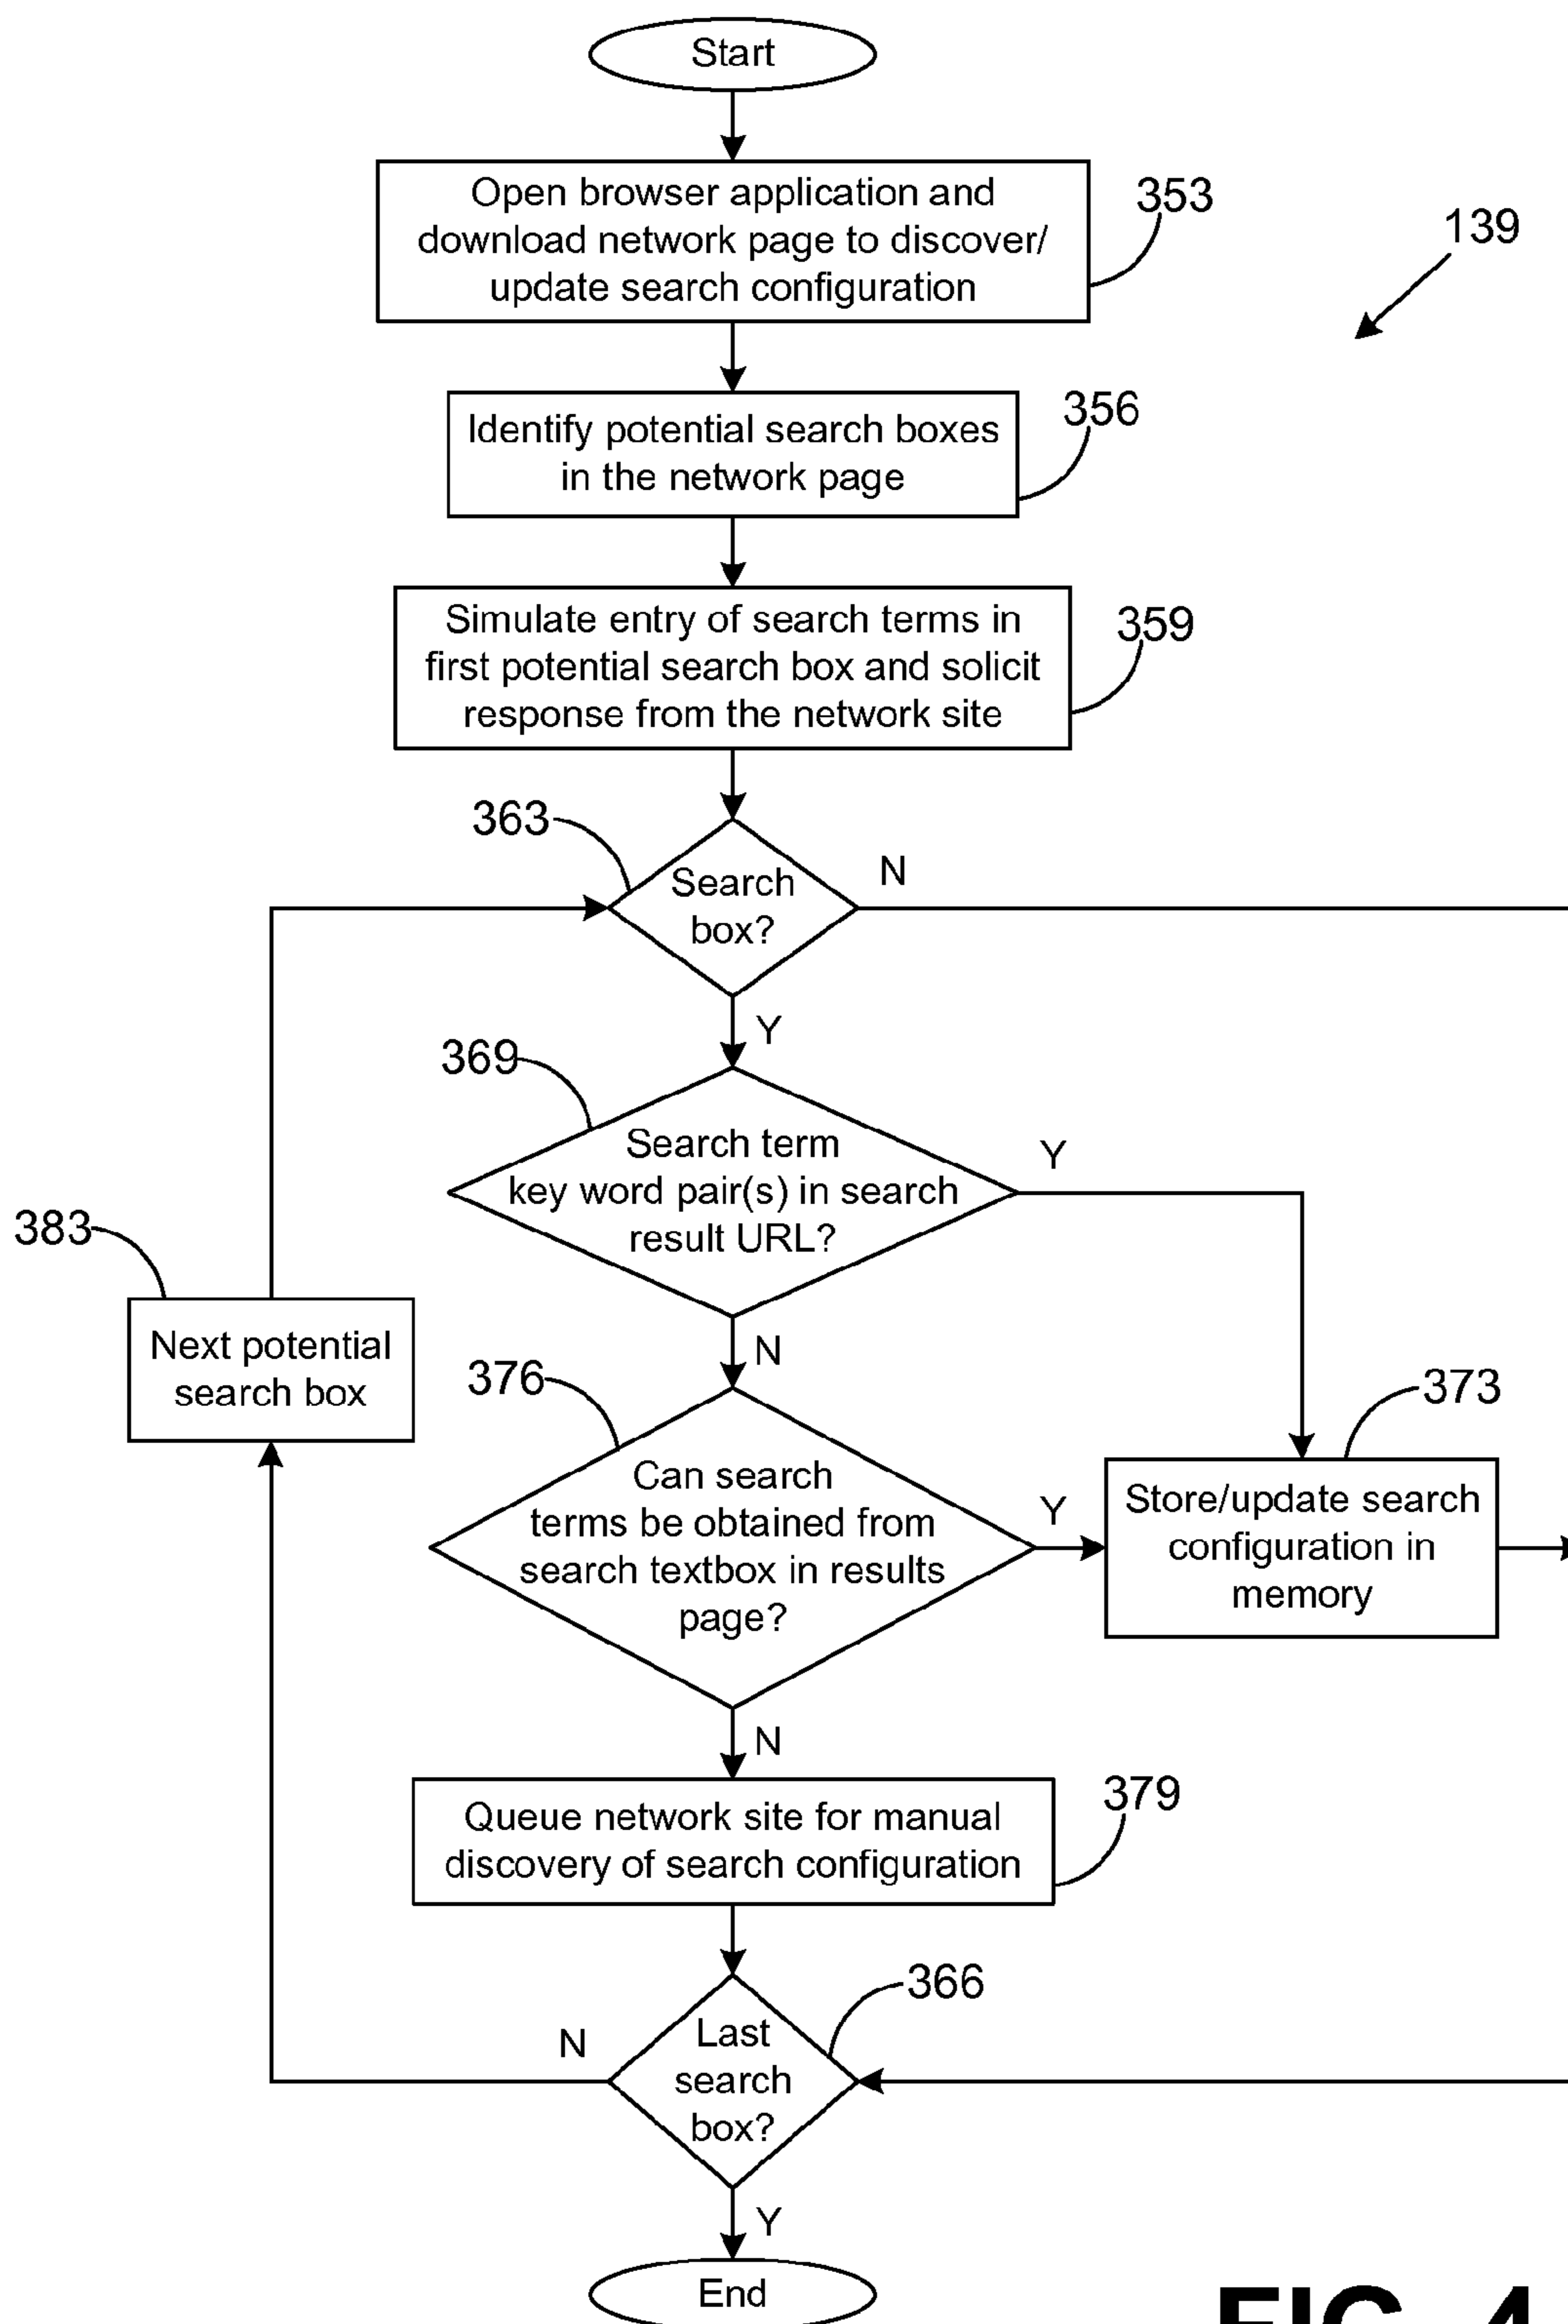 Start
Open browser application and
download network page to discover/
update search configuration
353
139
Identify potential search boxes
in the network page
356
Simulate entry of search terms in
first potential search box and solicit
response from the network site
359
363
Search
box?
N
Y
369
Search term
key word pair(s) in search
result URL?
Y
N
383
Next potential
search box
376
Can search
terms be obtained from
search textbox in results
page?
Y
373
Store/update search
configuration in
memory
N
Queue network site for manual
discovery of search configuration
379
366
Last
search
box?
N
Y
End
FIG. 4